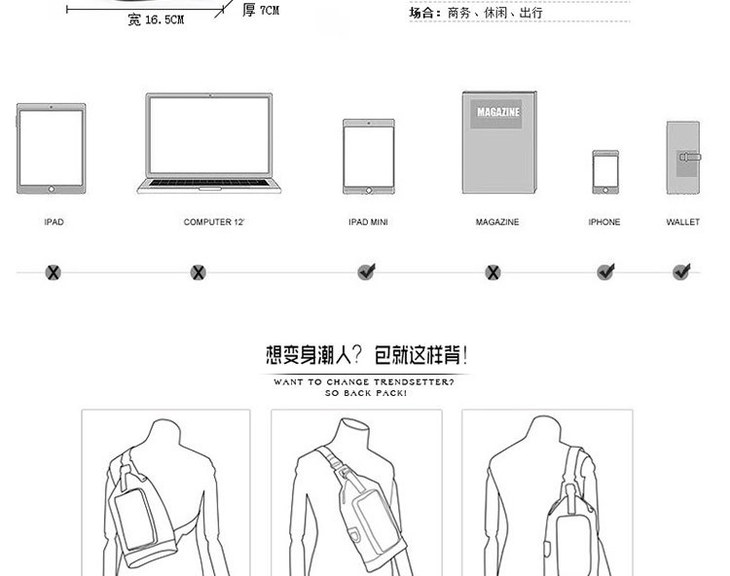 宽 16.5CM
厚 7CM
场合：商务、休闲、出行
MAGAZINE
IPAD
COMPUTER 12'
IPAD MINI
MAGAZINE
IPHONE
WALLET
想变身潮人？包就这样背！
WANT TO CHANGE TRENDSETTER?
SO BACK PACK!